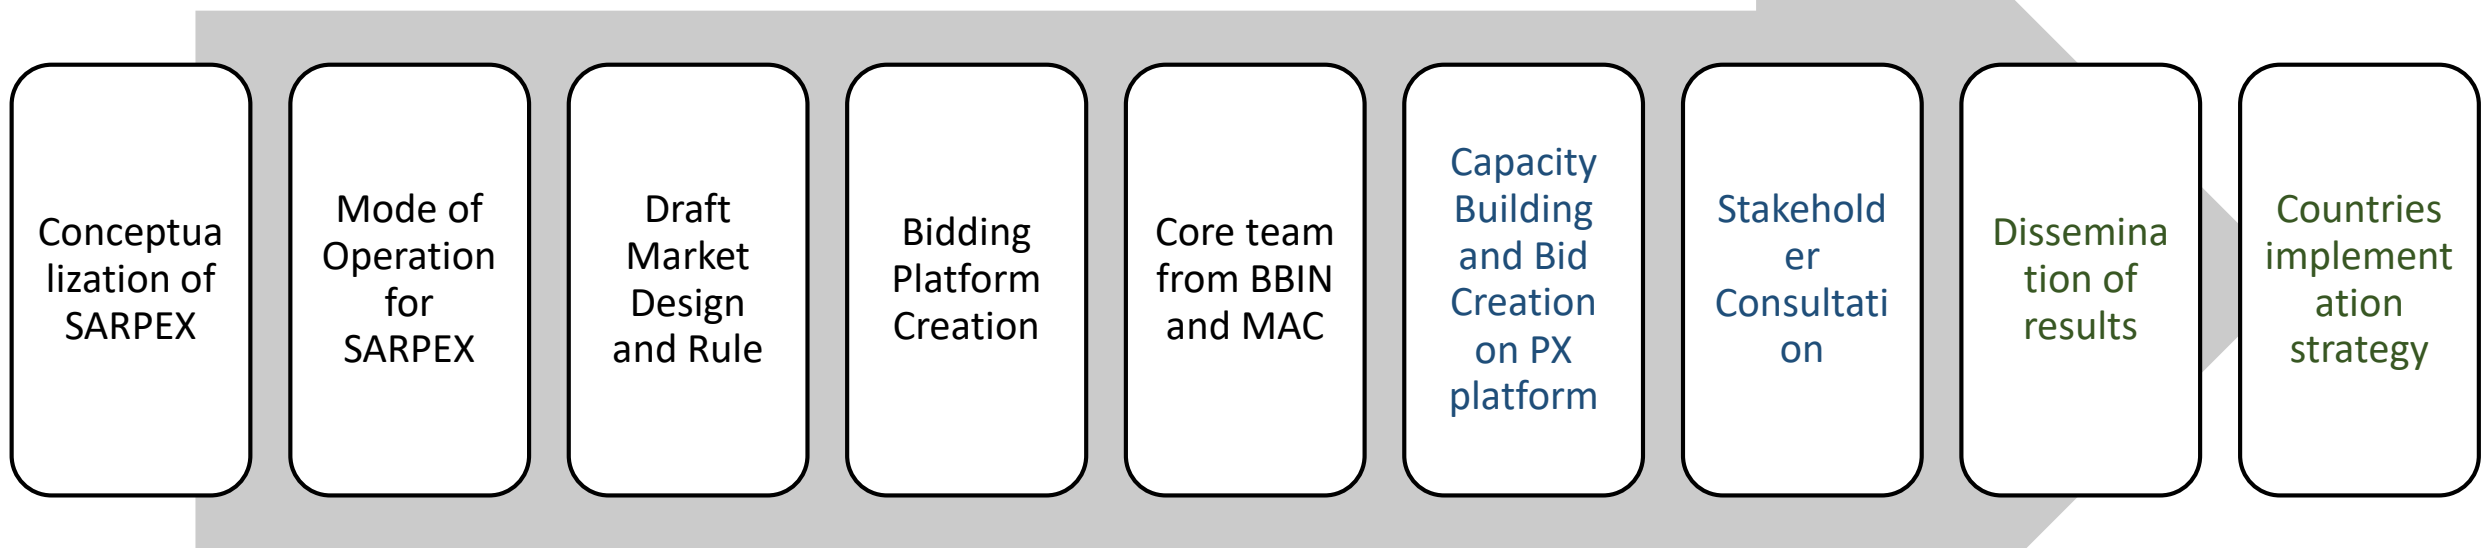 Conceptua
lization of
SARPEX
Mode of
Operation
for
SARPEX
Draft
Market
Design
and Rule
Bidding
Platform
Creation
Core team
from BBIN
and MAC
Capacity
Building
and Bid
Creation
on PX
platform
Stakehold
er
Consultati
on
Dissemina
tion of
results
Countries
implement
ation
strategy